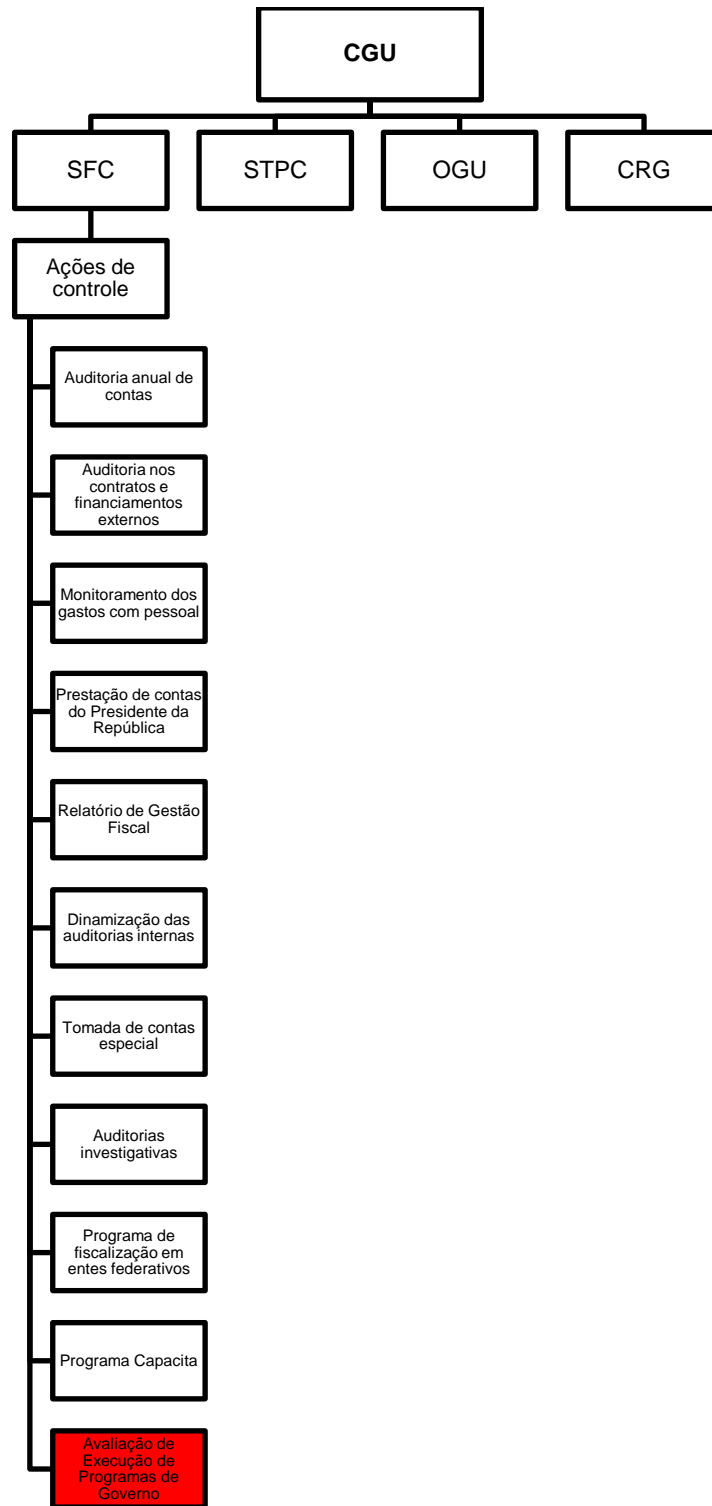 CGU
SFC
STPC
OGU
CRG
Ações de
controle
Auditoria anual de
contas
Auditoria nos
contratos e
financiamentos
externos
Monitoramento dos
gastos com pessoal
Prestação de contas
do Presidente da
República
Relatório de Gestão
Fiscal
Dinamização das
auditorias internas
Tomada de contas
especial
Auditorias
investigativas
Programa de
fiscalização em
entes federativos
Programa Capacita
Avaliação de
Execução de
Programas de
Governo